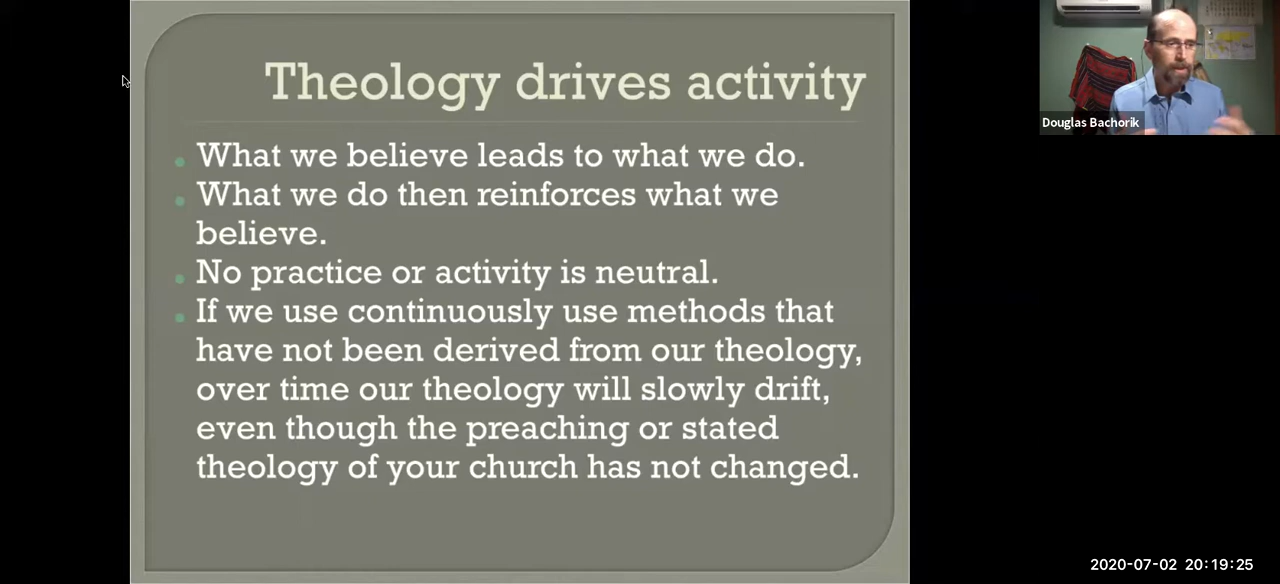 Theology drives activity
What we believe leads to what we do.
What we do then reinforces what we
believe.
No practice or activity is neutral.
If we use continuously use methods that
have not been derived from our theology,
over time our theology will slowly drift,
even though the preaching or stated
theology of your church has not changed.
Douglas Bachorik
2020-07-02 20:19:25